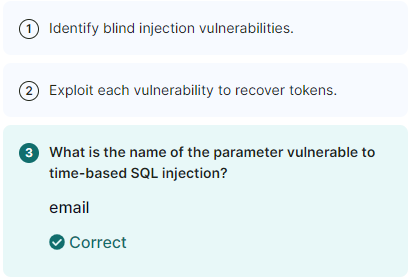 1 Identify blind injection vulnerabilities.
2 Exploit each vulnerability to recover tokens.
3 What is the name of the parameter vulnerable to
time-based SQL injection?
email
Correct